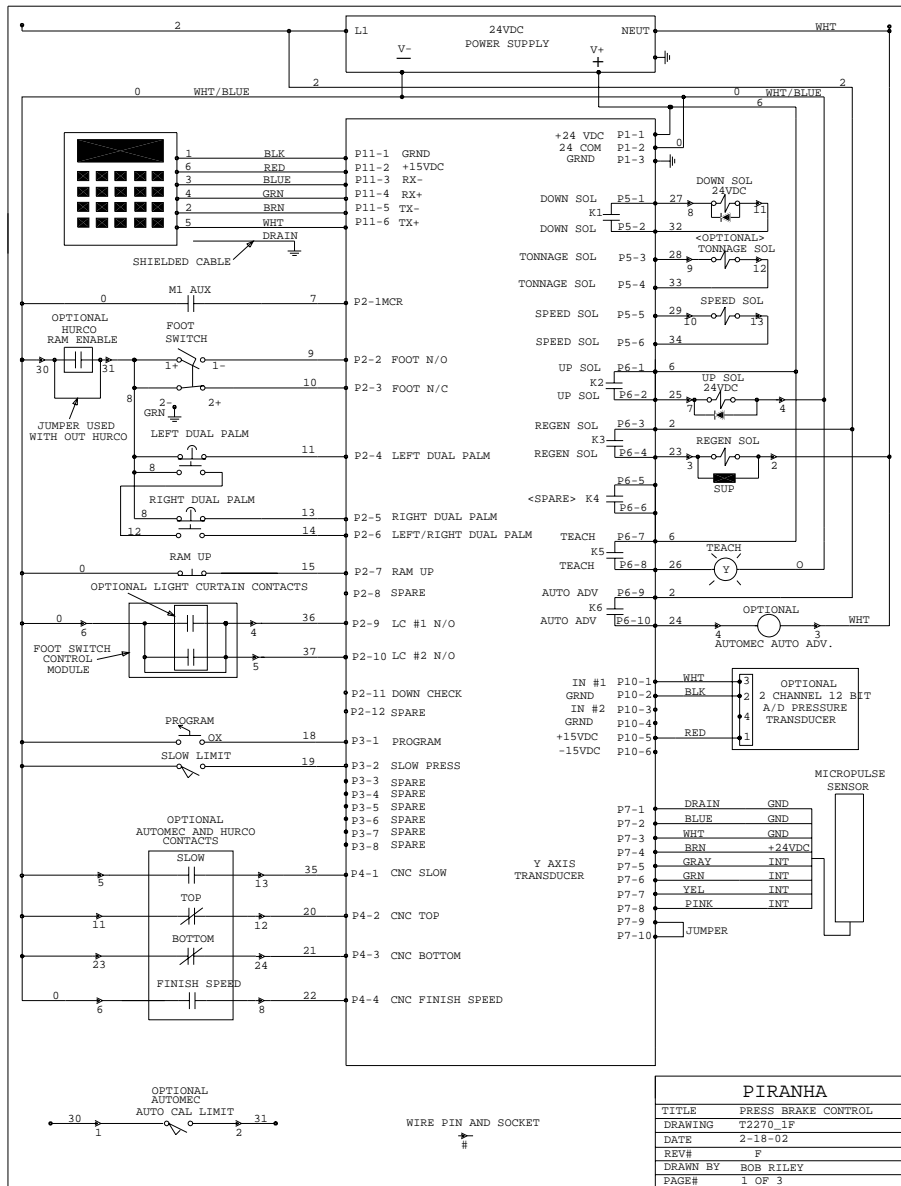 2 L1 24VDC NEUT WHT
POWER SUPPLY
V- V+
2 2
0 WHT/BLUE 0 WHT/BLUE
6
+24 VDC P1-1
24 COM P1-2 0
GRND P1-3
1 BLK P11-1 GRND
6 RED P11-2 +15VDC
3 BLUE P11-3 RX-
4 GRN P11-4 RX+
2 BRN P11-5 TX-
5 WHT P11-6 TX+
DRAIN
SHIELDED CABLE
DOWN SOL
24VDC
DOWN SOL P5-1 27 8 11
K1
DOWN SOL P5-2 32
<OPTIONAL>
TONNAGE SOL
TONNAGE SOL P5-3 28 9 12
TONNAGE SOL P5-4 33
SPEED SOL
SPEED SOL P5-5 29 10 13
SPEED SOL P5-6 34
M1 AUX
0 7 P2-1MCR
OPTIONAL
HURCO
RAM ENABLE
30 31
JUMPER USED
WITH OUT HURCO
FOOT
SWITCH
1+ 1- 9 P2-2 FOOT N/O
8 10 P2-3 FOOT N/C
2- 2+
GRN
LEFT DUAL PALM
11 P2-4 LEFT DUAL PALM
8
RIGHT DUAL PALM
8 13 P2-5 RIGHT DUAL PALM
12 14 P2-6 LEFT/RIGHT DUAL PALM
RAM UP
0 15 P2-7 RAM UP
OPTIONAL LIGHT CURTAIN CONTACTS
P2-8 SPARE
0 6 4 36 P2-9 LC #1 N/O
FOOT SWITCH
CONTROL
MODULE
5 37 P2-10 LC #2 N/O
P2-11 DOWN CHECK
P2-12 SPARE
UP SOL P6-1 6
K2
UP SOL
24VDC
UP SOL P6-2 25 7 4
REGEN SOL P6-3 2
K3
REGEN SOL
REGEN SOL P6-4 23 3 2
SUP
P6-5
<SPARE> K4
P6-6
TEACH P6-7 6
K5
TEACH
TEACH P6-8 26 Y O
AUTO ADV P6-9 2
K6
OPTIONAL
AUTO ADV P6-10 24 4 3 WHT
AUTOMEC AUTO ADV.
IN #1 P10-1 WHT 3
GRND P10-2 BLK 2
IN #2 P10-3
GRND P10-4 4
+15VDC P10-5 RED 1
-15VDC P10-6
OPTIONAL
2 CHANNEL 12 BIT
A/D PRESSURE
TRANSDUCER
PROGRAM
OX 18 P3-1 PROGRAM
SLOW LIMIT
19 P3-2 SLOW PRESS
P3-3 SPARE
P3-4 SPARE
P3-5 SPARE
P3-6 SPARE
P3-7 SPARE
P3-8 SPARE
MICROPULSE
SENSOR
P7-1 DRAIN GND
P7-2 BLUE GND
P7-3 WHT GND
P7-4 BRN +24VDC
Y AXIS
TRANSDUCER
P7-5 GRAY INT
P7-6 GRN INT
P7-7 YEL INT
P7-8 PINK INT
P7-9
P7-10 JUMPER
OPTIONAL
AUTOMEC AND HURCO
CONTACTS
SLOW
5 13 35 P4-1 CNC SLOW
TOP
11 12 20 P4-2 CNC TOP
BOTTOM
23 24 21 P4-3 CNC BOTTOM
FINISH SPEED
0 6 8 22 P4-4 CNC FINISH SPEED
OPTIONAL
AUTOMEC
AUTO CAL LIMIT
30 1 2 31
WIRE PIN AND SOCKET
#
PIRANHA
TITLE PRESS BRAKE CONTROL
DRAWING T2270_1F
DATE 2-18-02
REV# F
DRAWN BY BOB RILEY
PAGE# 1 OF 3